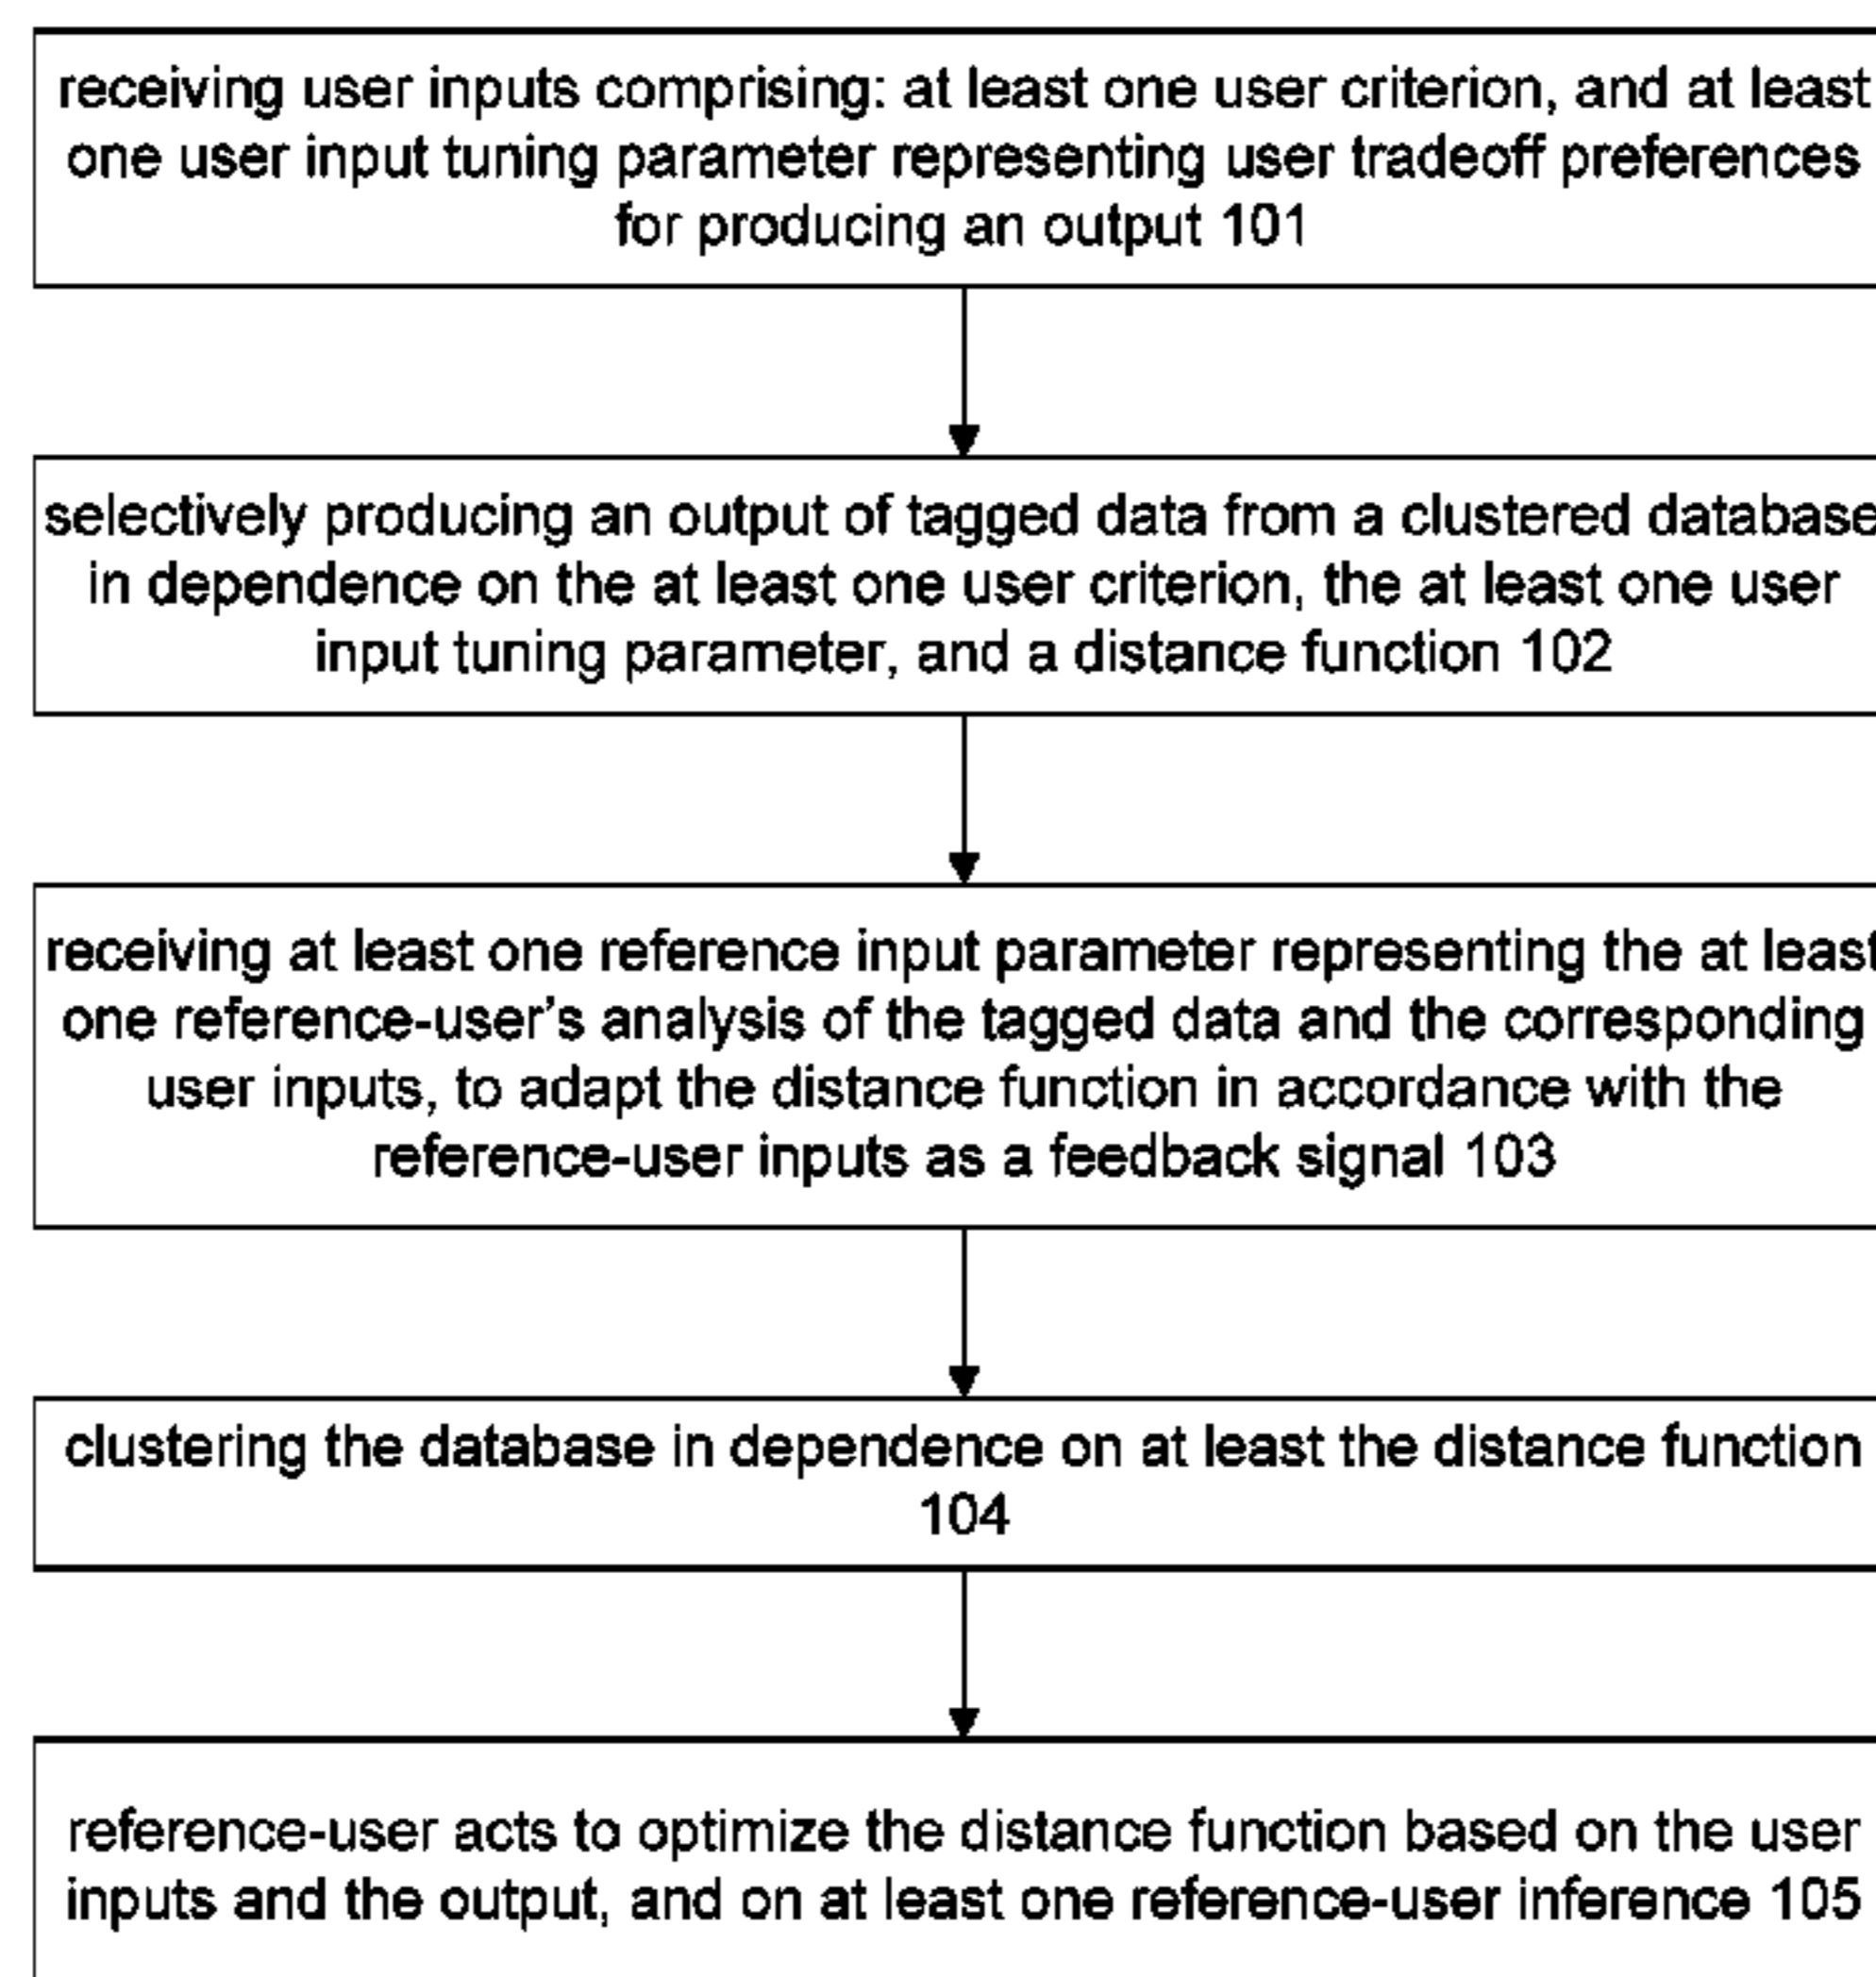 receiving user inputs comprising: at least one user criterion, and at least
one user input tuning parameter representing user tradeoff preferences
for producing an output 101
selectively producing an output of tagged data from a clustered database
in dependence on the at least one user criterion, the at least one user
input tuning parameter, and a distance function 102
receiving at least one reference input parameter representing the at least
one reference-user’s analysis of the tagged data and the corresponding
user inputs, to adapt the distance function in accordance with the
reference-user inputs as a feedback signal 103
clustering the database in dependence on at least the distance function
104
reference-user acts to optimize the distance function based on the user
inputs and the output, and on at least one reference-user inference 105